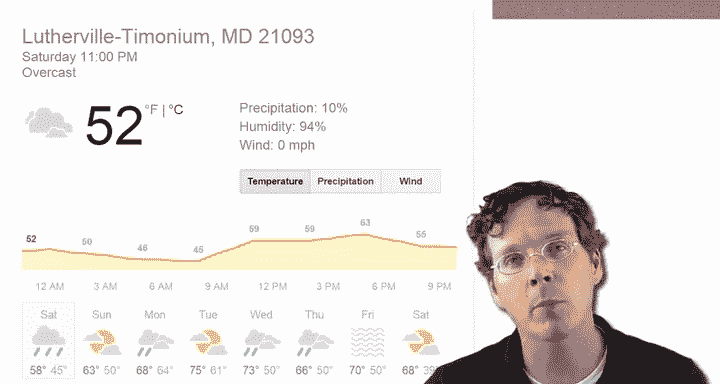 Lutherville-Timonium, MD 21093
Saturday 11:00 PM
Overcast
52 °F | °C
Precipitation: 10%
Humidity: 94%
Wind: 0 mph
Temperature Precipitation Wind
52 50 46 45 59 59 63 55
12 AM 3 AM 6 AM 9 AM 12 PM 3 PM 6 PM 9 PM
Sat Sun Mon Tue Wed Thu Fri Sat
58° 45° 63° 50° 68° 64° 75° 61° 73° 50° 66° 50° 70° 50° 68°